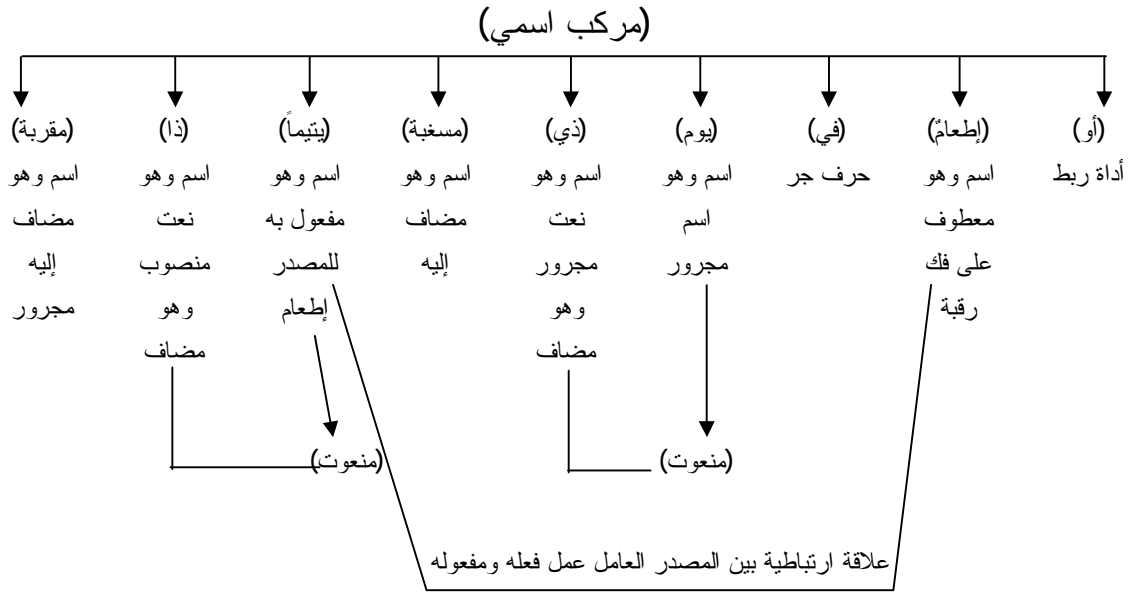 (مركب اسمي)
(أو)
أداة ربط
(إطعامٌ)
اسم وهو
معطوف
على فك
رقبة
(في)
حرف جر
(يوم)
اسم وهو
اسم
مجرور
(ذي)
اسم وهو
نعت
مجرور
وهو
مضاف
(مسغبة)
اسم وهو
مضاف
إليه
(يتيماً)
اسم وهو
مفعول به
للمصدر
إطعام
(ذا)
اسم وهو
نعت
منصوب
وهو
مضاف
(مقربة)
اسم وهو
مضاف
إليه
مجرور
(منعوت)
(منعوت)
علاقة ارتباطية بين المصدر العامل عمل فعله ومفعوله